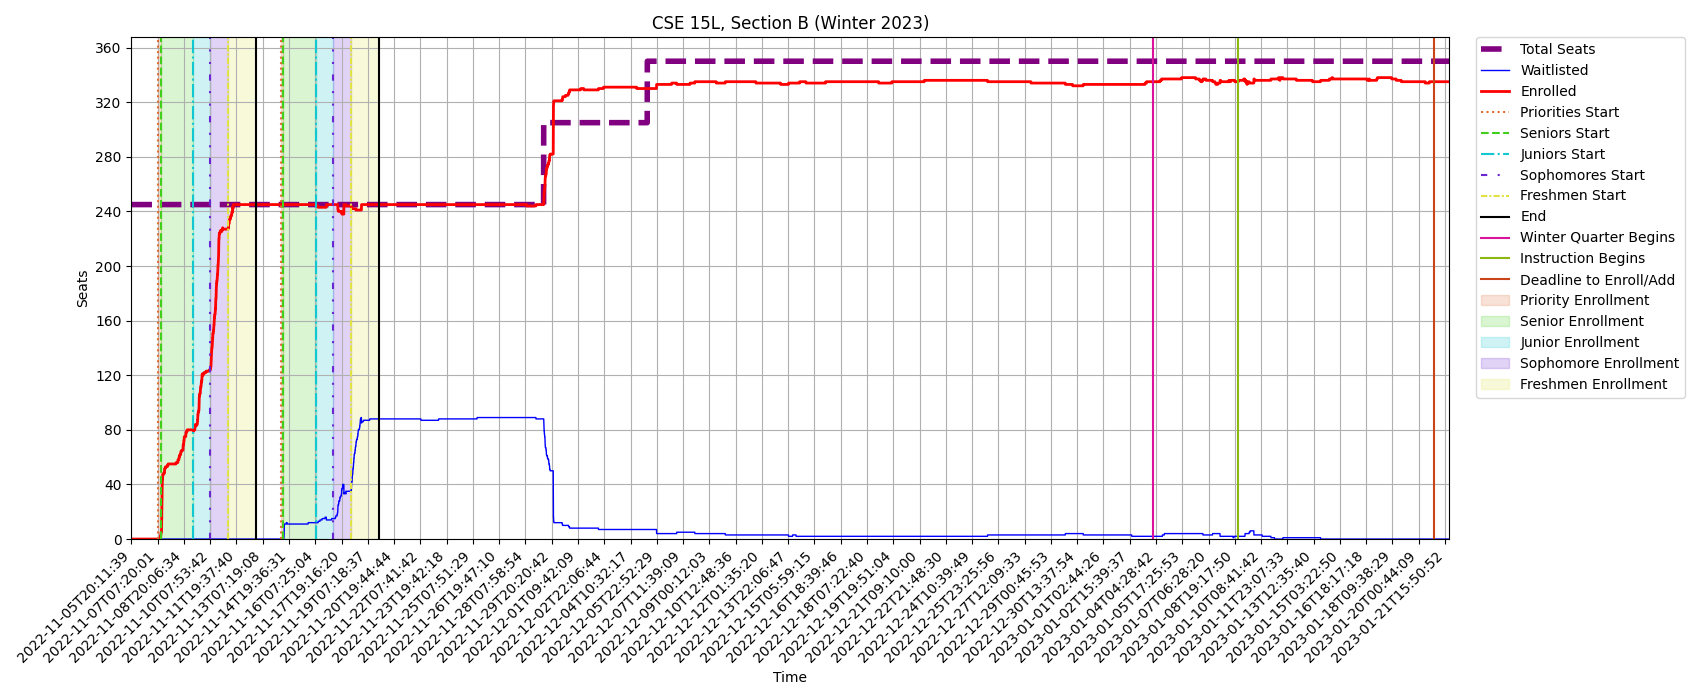 CSE 15L, Section B (Winter 2023)
360
320
280
240
200
160
120
80
40
0
Seats
2022-11-05T20:11:39
2022-11-07T07:20:01
2022-11-08T20:06:34
2022-11-10T07:53:42
2022-11-11T19:37:40
2022-11-13T07:19:08
2022-11-14T19:36:31
2022-11-16T07:25:04
2022-11-17T19:16:20
2022-11-19T07:18:37
2022-11-20T19:44:44
2022-11-22T07:41:42
2022-11-23T19:42:18
2022-11-25T07:51:29
2022-11-26T19:47:10
2022-11-28T07:58:54
2022-11-29T20:20:42
2022-12-01T09:42:09
2022-12-02T22:06:44
2022-12-04T10:32:17
2022-12-05T22:52:29
2022-12-07T11:39:09
2022-12-09T00:12:03
2022-12-10T12:48:36
2022-12-12T01:35:20
2022-12-13T22:06:47
2022-12-15T05:59:15
2022-12-16T18:39:46
2022-12-18T07:22:40
2022-12-19T19:51:04
2022-12-21T09:10:00
2022-12-22T21:48:30
2022-12-24T10:39:49
2022-12-25T23:25:56
2022-12-27T12:09:33
2022-12-29T00:45:53
2022-12-30T13:37:54
2023-01-01T02:44:26
2023-01-02T15:39:37
2023-01-04T04:28:42
2023-01-05T17:25:53
2023-01-07T06:28:20
2023-01-08T19:17:50
2023-01-10T08:41:42
2023-01-11T23:07:33
2023-01-13T12:35:40
2023-01-15T03:22:50
2023-01-16T18:17:18
2023-01-18T09:38:29
2023-01-20T00:44:09
2023-01-21T15:50:52
Time
Total Seats
Waitlisted
Enrolled
Priorities Start
Seniors Start
Juniors Start
Sophomores Start
Freshmen Start
End
Winter Quarter Begins
Instruction Begins
Deadline to Enroll/Add
Priority Enrollment
Senior Enrollment
Junior Enrollment
Sophomore Enrollment
Freshmen Enrollment